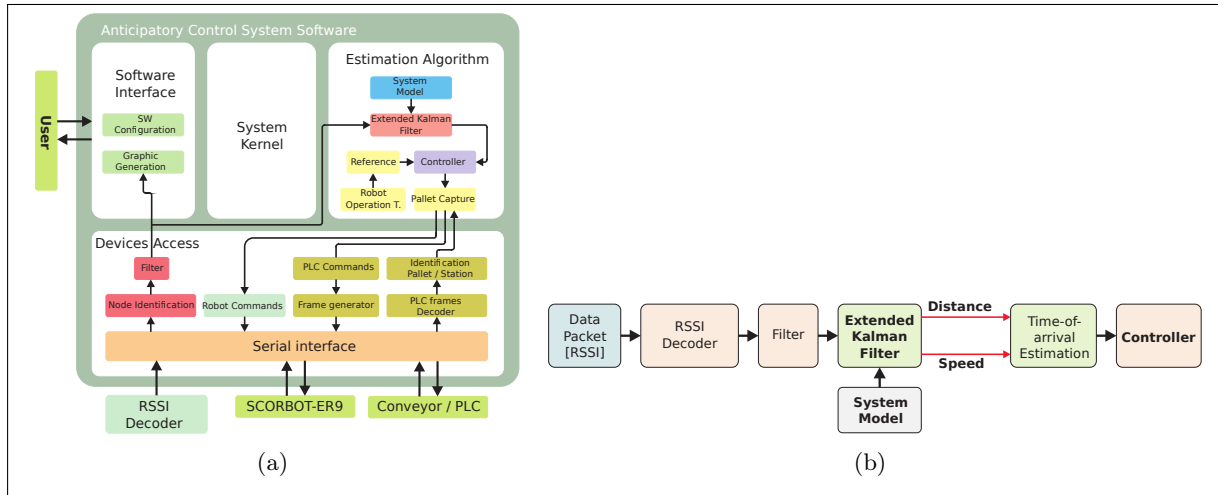 Anticipatory Control System Software
User
Software
Interface
SW
Configuration
Graphic
Generation
System
Kernel
Estimation Algorithm
System
Model
Extended Kalman
Filter
Reference
Controller
Robot
Operation T.
Pallet Capture
Devices Access
Filter
Node Identification
Robot Commands
PLC Commands
Frame generator
Identification
Pallet / Station
PLC frames
Decoder
Serial interface
RSSI
Decoder
SCORBOT-ER9
Conveyor / PLC
(a)
Data
Packet
[RSSI]
RSSI
Decoder
Filter
Extended
Kalman
Filter
Distance
Speed
System
Model
Time-of-
arrival
Estimation
Controller
(b)